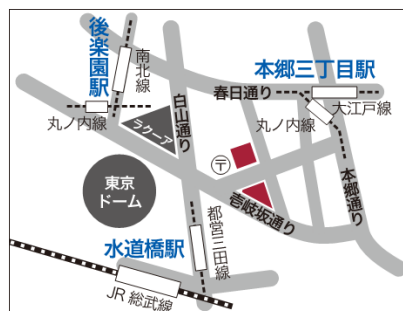 後楽園駅
南北線
丸ノ内線
白山通り
ラクーア
東京
ドーム
春日通り
本郷三丁目駅
大江戸線
丸ノ内線
本郷通り
〒
壱岐坂通り
都営三田線
水道橋駅
JR 総武線